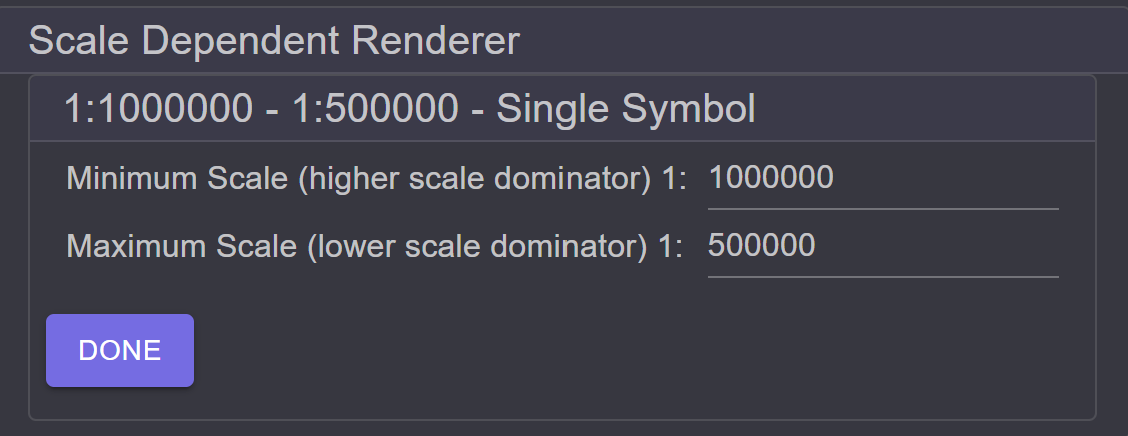 Scale Dependent Renderer
1:1000000 - 1:500000 - Single Symbol
Minimum Scale (higher scale dominator) 1: 1000000
Maximum Scale (lower scale dominator) 1: 500000
DONE